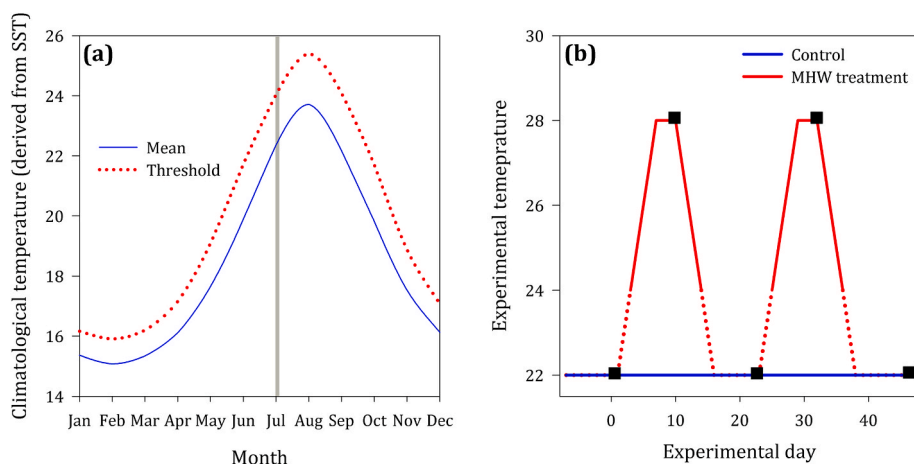 (a)
Climatological temperature (derived from SST)
26
24
22
20
18
16
14
Mean
Threshold
Jan Feb Mar Apr May Jun Jul Aug Sep Oct Nov Dec
Month
(b)
Experimental temeprature
30
28
26
24
22
Control
MHW treatment
0 10 20 30 40
Experimental day